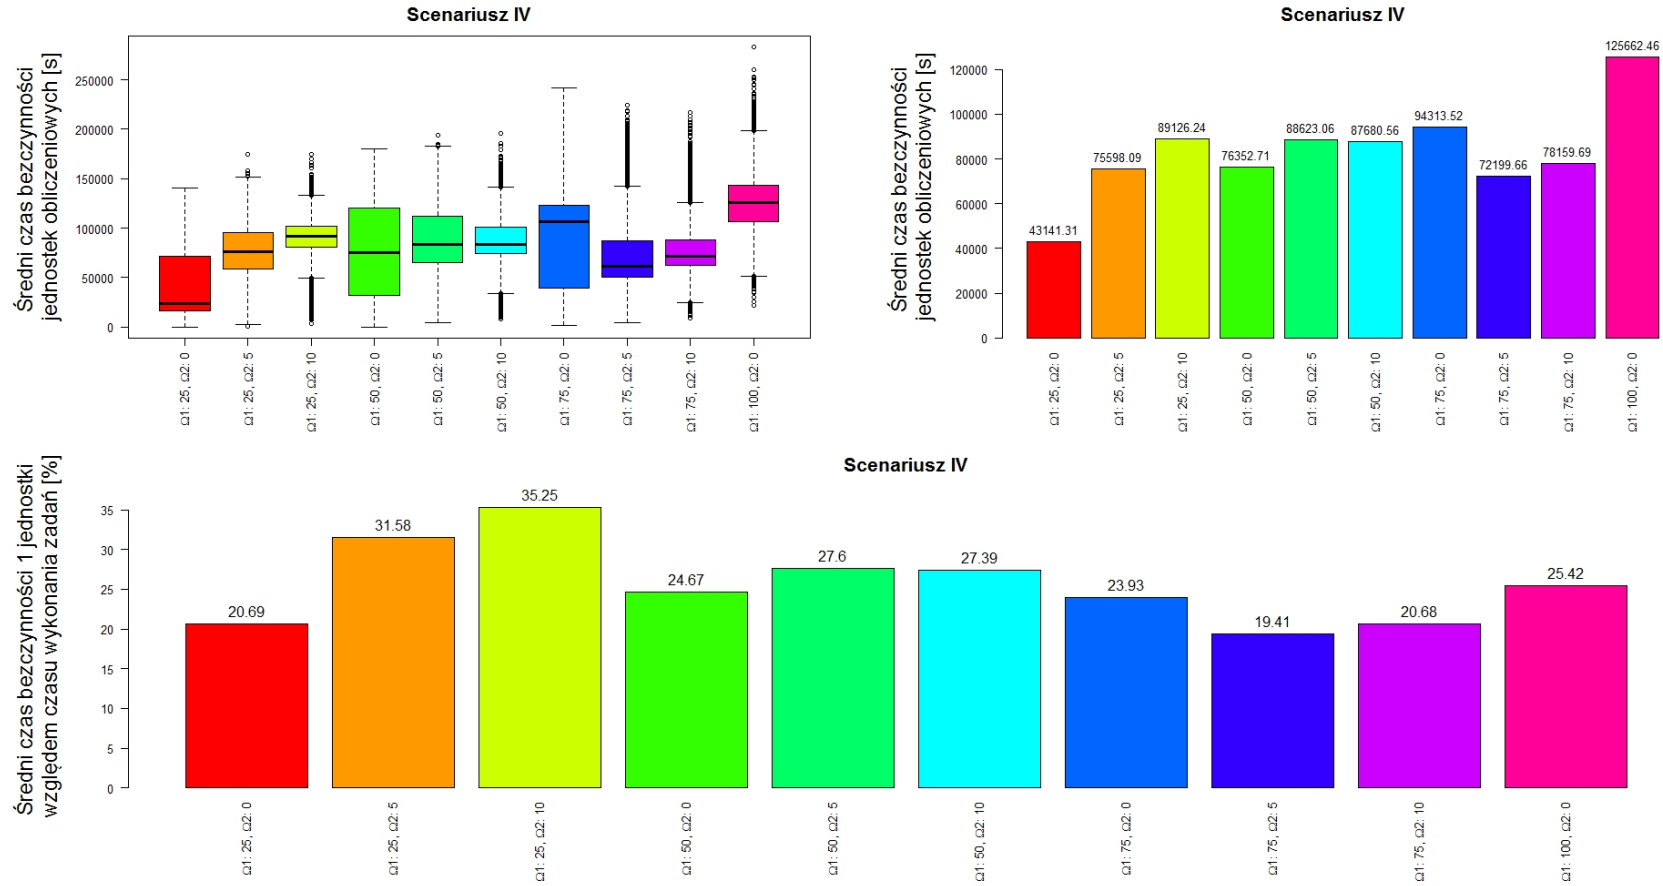 Scenariusz IV
Średni czas bezczynności
jednostek obliczeniowych [s]
250000
200000
150000
100000
50000
0
Ω1: 25, Ω2: 0
Ω1: 25, Ω2: 5
Ω1: 25, Ω2: 10
Ω1: 50, Ω2: 0
Ω1: 50, Ω2: 5
Ω1: 50, Ω2: 10
Ω1: 75, Ω2: 0
Ω1: 75, Ω2: 5
Ω1: 75, Ω2: 10
Ω1: 100, Ω2: 0
Scenariusz IV
Średni czas bezczynności
jednostek obliczeniowych [s]
120000
100000
80000
60000
40000
20000
0
43141.31
75598.09
89126.24
76352.71
88623.06
87680.56
94313.52
72199.66
78159.69
125662.46
Ω1: 25, Ω2: 0
Ω1: 25, Ω2: 5
Ω1: 25, Ω2: 10
Ω1: 50, Ω2: 0
Ω1: 50, Ω2: 5
Ω1: 50, Ω2: 10
Ω1: 75, Ω2: 0
Ω1: 75, Ω2: 5
Ω1: 75, Ω2: 10
Ω1: 100, Ω2: 0
Scenariusz IV
Średni czas bezczynności 1 jednostki
względem czasu wykonania zadań [%]
35
30
25
20
15
10
5
0
20.69
31.58
35.25
24.67
27.6
27.39
23.93
19.41
20.68
25.42
Ω1: 25, Ω2: 0
Ω1: 25, Ω2: 5
Ω1: 25, Ω2: 10
Ω1: 50, Ω2: 0
Ω1: 50, Ω2: 5
Ω1: 50, Ω2: 10
Ω1: 75, Ω2: 0
Ω1: 75, Ω2: 5
Ω1: 75, Ω2: 10
Ω1: 100, Ω2: 0